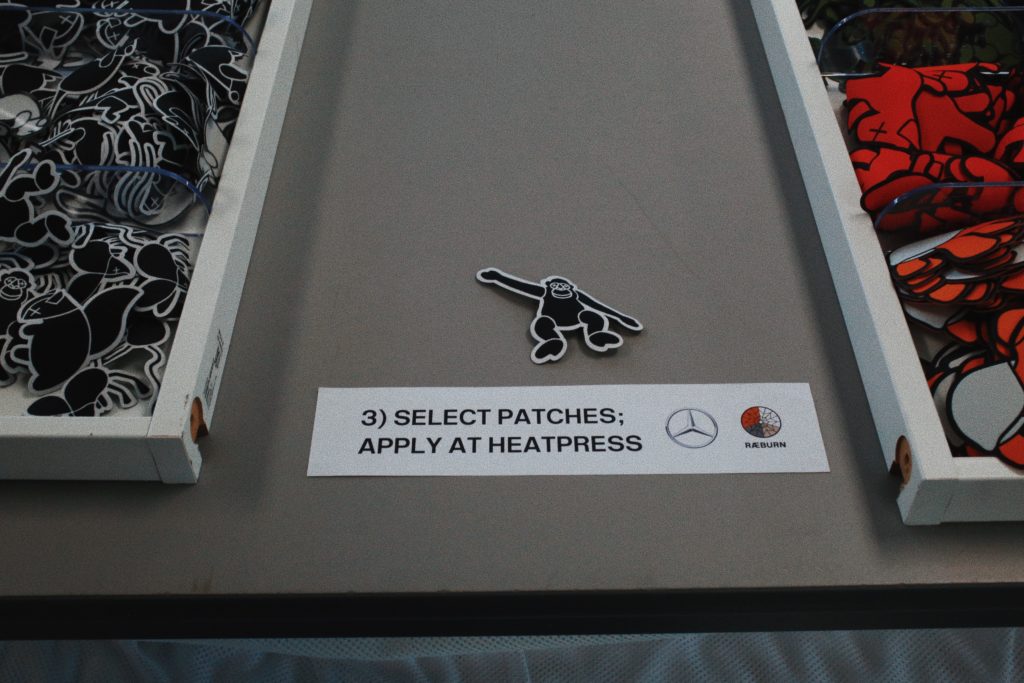 3) SELECT PATCHES;
APPLY AT HEATPRESS
RÆBURN